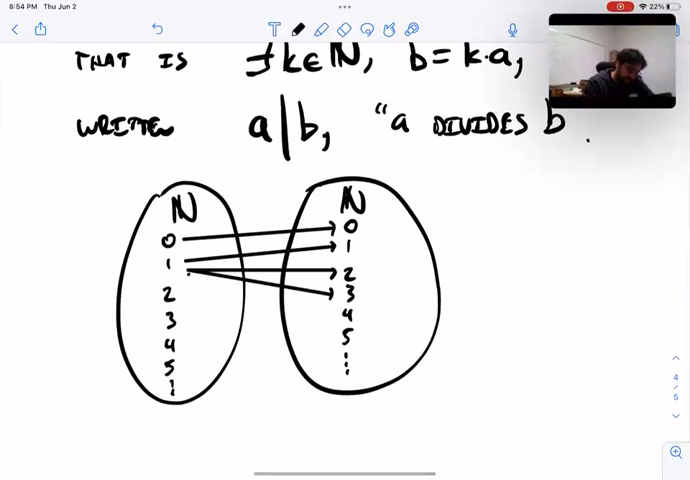 8:54 PM Thu Jun 2
22%
THAT IS ∃ k ∈ ℕ, b = k·a,
WRITTEN a|b, "a DIVIDES b .
ℕ ℕ
0 0
1 1
2 2
3 3
4 4
5 5
⋮ ⋮
4
/
5